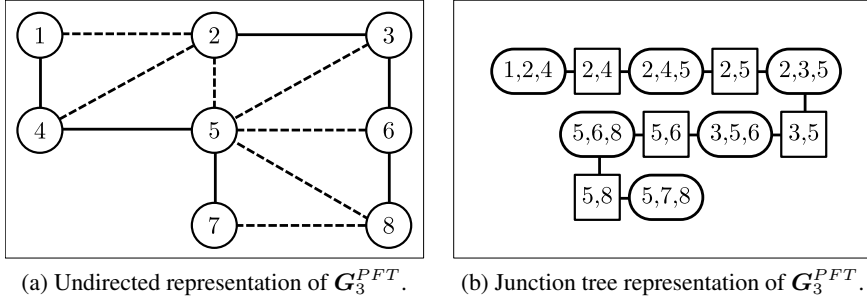 1 2 3
4 5 6
7 8
1,2,4 2,4 2,4,5 2,5 2,3,5
5,6,8 5,6 3,5,6 3,5
5,8 5,7,8
(a) Undirected representation of G_3^{PFT}.
(b) Junction tree representation of G_3^{PFT}.